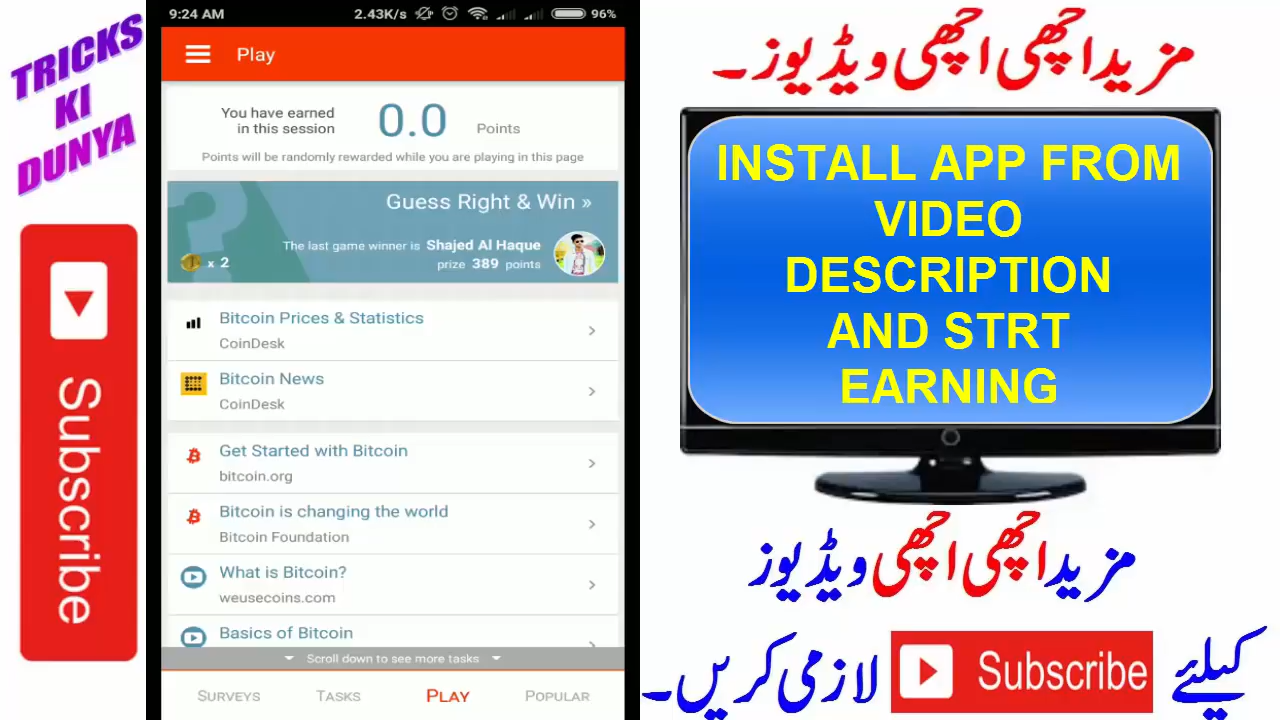 TRICKS
KI
DUNYA
Subscribe
9:24 AM 2.43K/s 96%
Play
You have earned
in this session
0.0 Points
Points will be randomly rewarded while you are playing in this page
Guess Right & Win »
The last game winner is Shajed Al Haque
x 2 prize 389 points
Bitcoin Prices & Statistics
CoinDesk
Bitcoin News
CoinDesk
Get Started with Bitcoin
bitcoin.org
Bitcoin is changing the world
Bitcoin Foundation
What is Bitcoin?
weusecoins.com
Basics of Bitcoin
Scroll down to see more tasks
SURVEYS TASKS PLAY POPULAR
مزید اچھی اچھی ویڈیوز۔
INSTALL APP FROM
VIDEO
DESCRIPTION
AND STRT
EARNING
مزید اچھی اچھی ویڈیوز
کیلئے Subscribe لازمی کریں۔